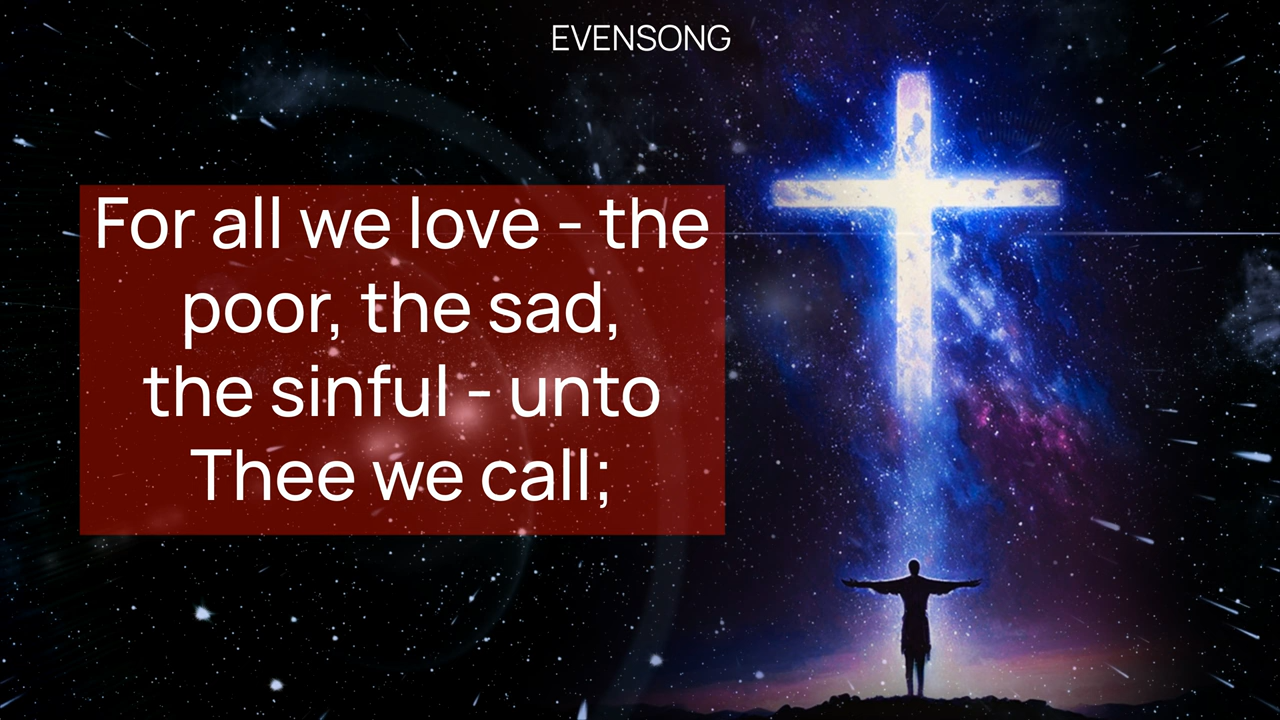 EVENSONG
For all we love - the
poor, the sad,
the sinful - unto
Thee we call;